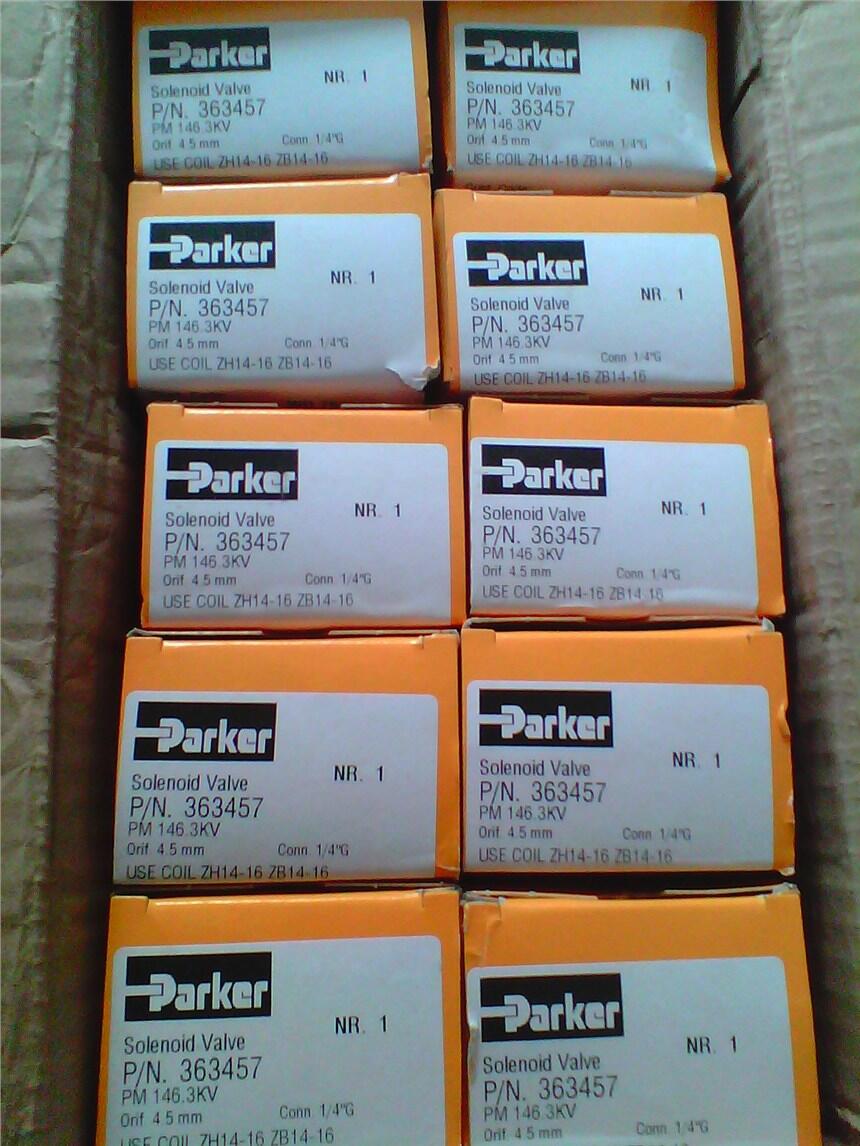 Parker
NR. 1
Solenoid Valve
P/N. 363457
PM 146.3KV
Orif 4.5 mm Conn 1/4"G
USE COIL ZH14-16 ZB14-16
Parker
NR. 1
Solenoid Valve
P/N. 363457
PM 146.3KV
Orif 4.5 mm Conn 1/4"G
USE COIL ZH14-16 ZB14-16
Parker
NR. 1
Solenoid Valve
P/N. 363457
PM 146.3KV
Orif 4.5 mm Conn 1/4"G
USE COIL ZH14-16 ZB14-16
Parker
NR. 1
Solenoid Valve
P/N. 363457
PM 146.3KV
Orif 4.5 mm Conn 1/4"G
USE COIL ZH14-16 ZB14-16
Parker
NR. 1
Solenoid Valve
P/N. 363457
PM 146.3KV
Orif 4.5 mm Conn 1/4"G
USE COIL ZH14-16 ZB14-16
Parker
NR. 1
Solenoid Valve
P/N. 363457
PM 146.3KV
Orif 4.5 mm Conn 1/4"G
USE COIL ZH14-16 ZB14-16
Parker
NR. 1
Solenoid Valve
P/N. 363457
PM 146.3KV
Orif 4.5 mm Conn 1/4"G
USE COIL ZH14-16 ZB14-16
Parker
NR. 1
Solenoid Valve
P/N. 363457
PM 146.3KV
Orif 4.5 mm Conn 1/4"G
USE COIL ZH14-16 ZB14-16
Parker
NR. 1
Solenoid Valve
P/N. 363457
PM 146.3KV
Orif 4.5 mm Conn 1/4"G
USE COIL ZH14-16 ZB14-16
Parker
NR. 1
Solenoid Valve
P/N. 363457
PM 146.3KV
Orif 4.5 mm Conn 1/4"G